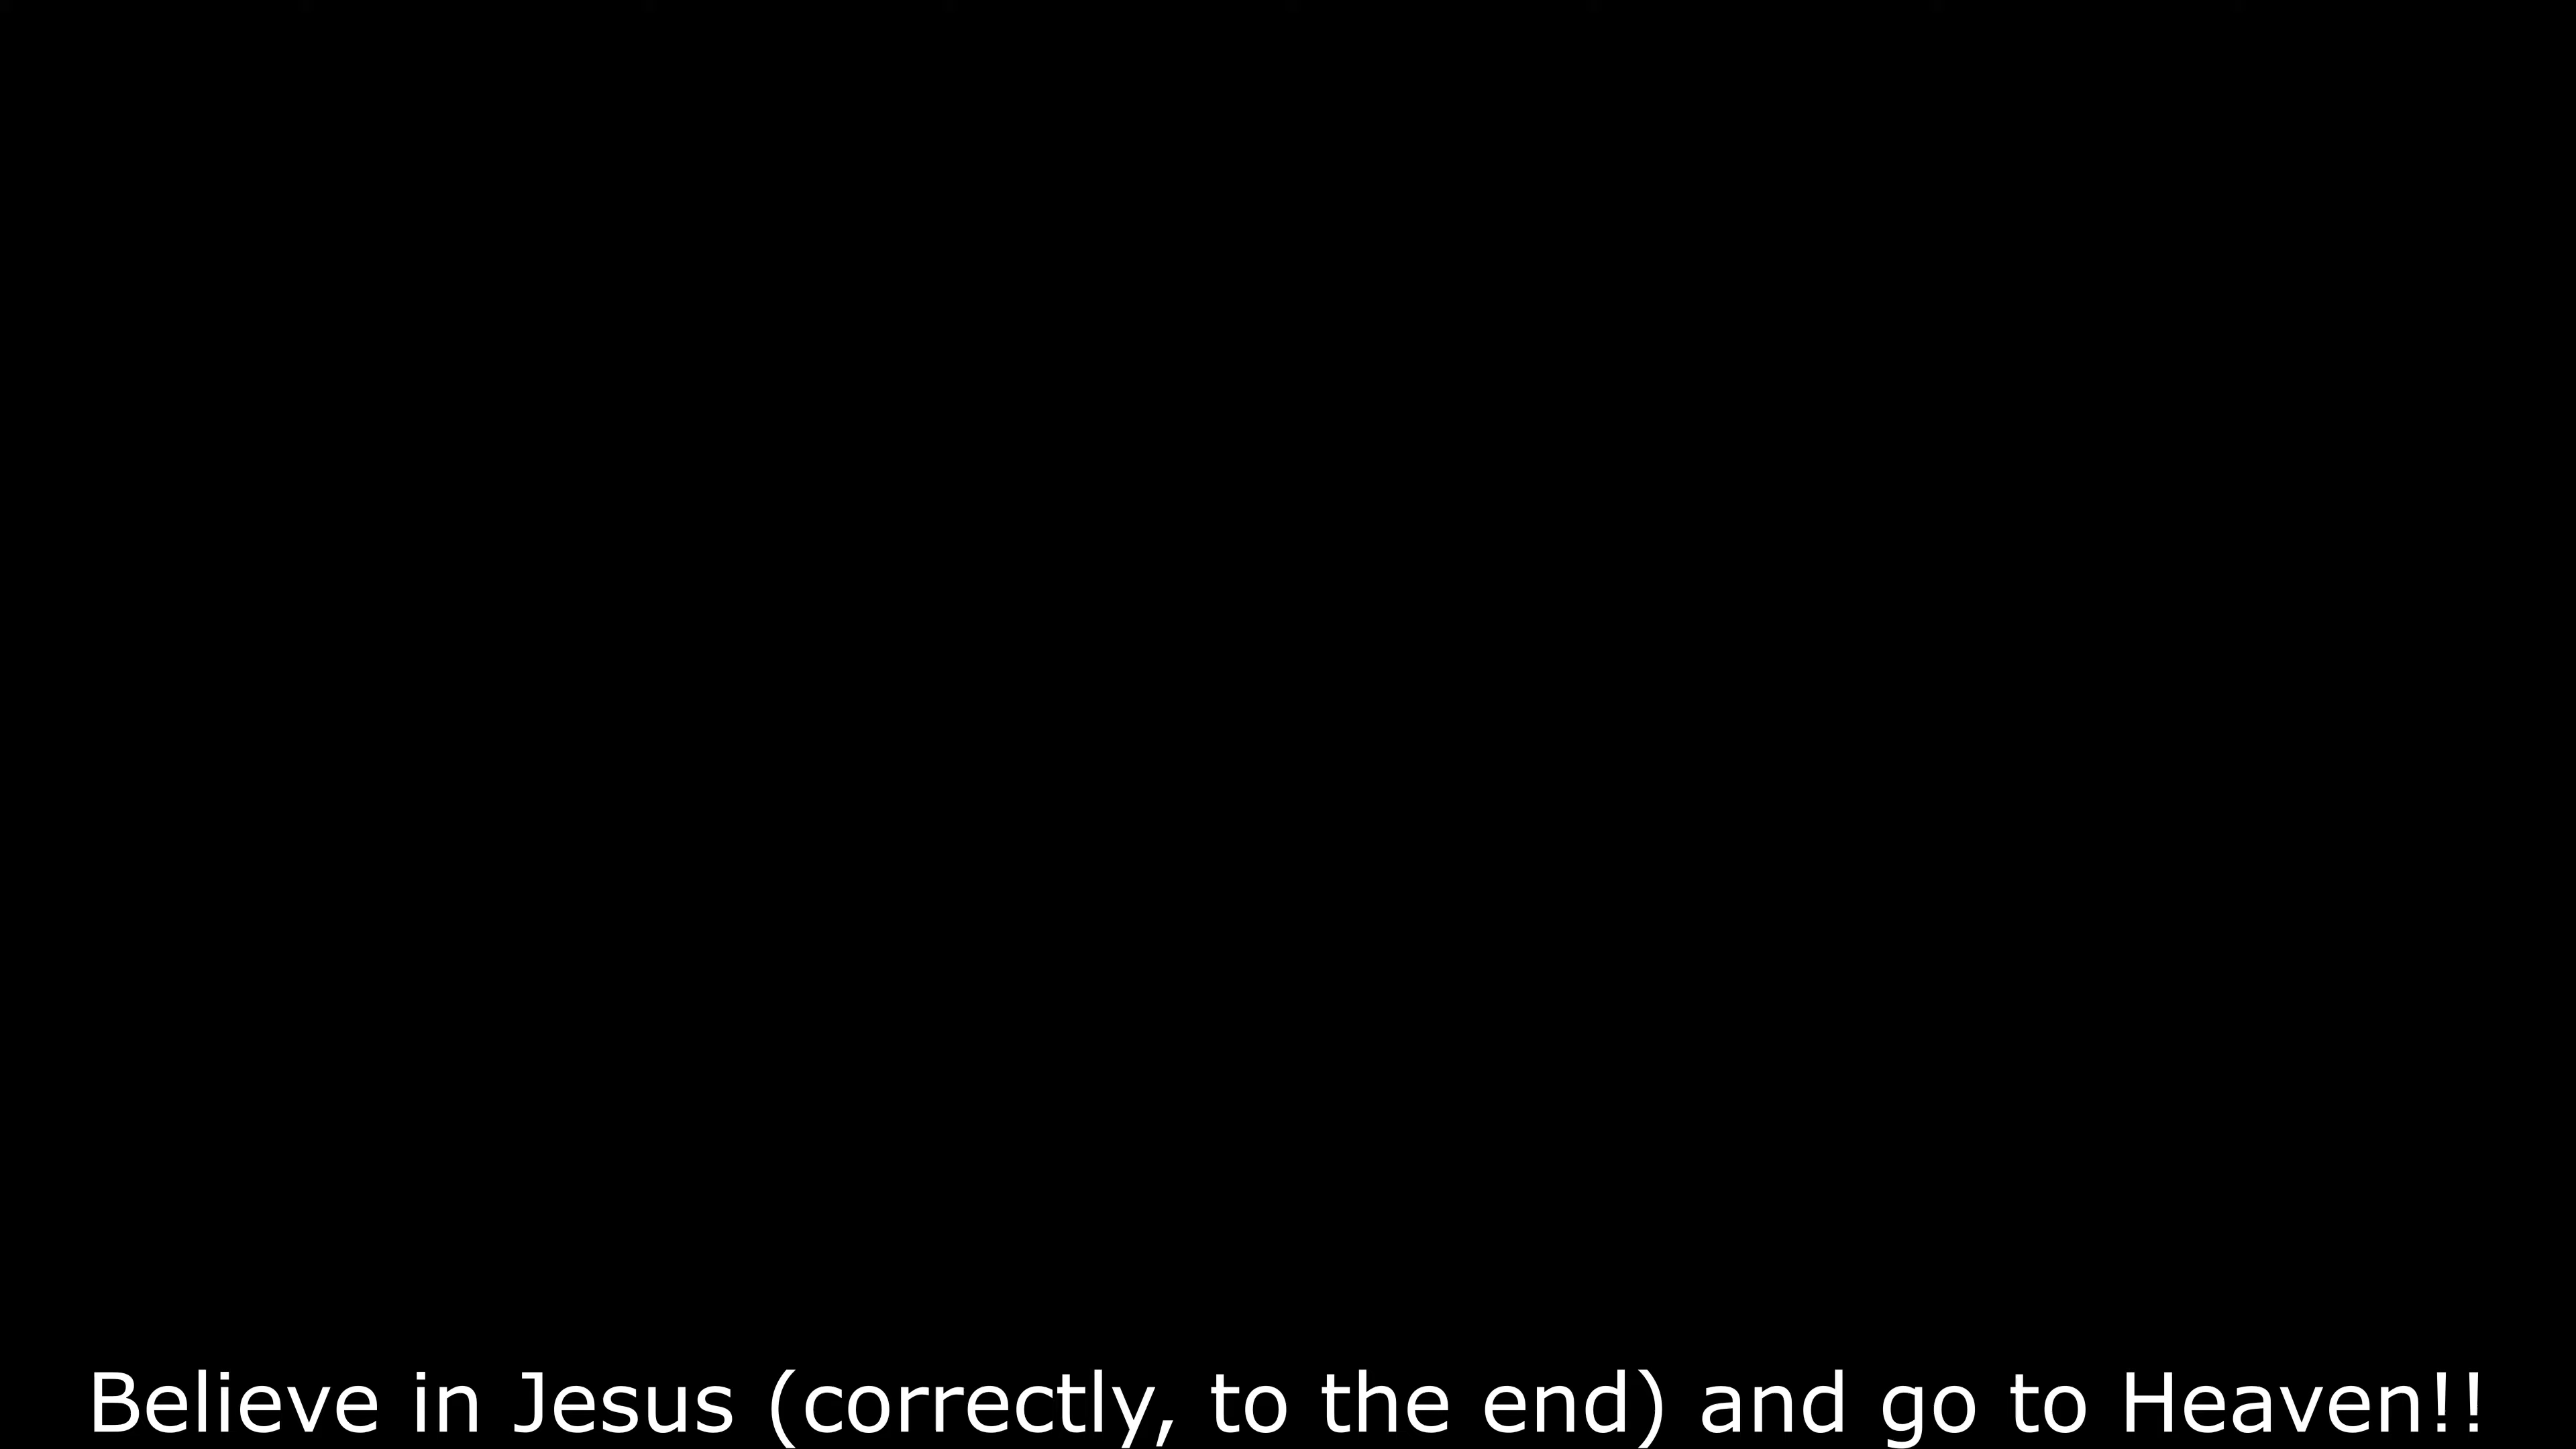 Believe in Jesus (correctly, to the end) and go to Heaven!!